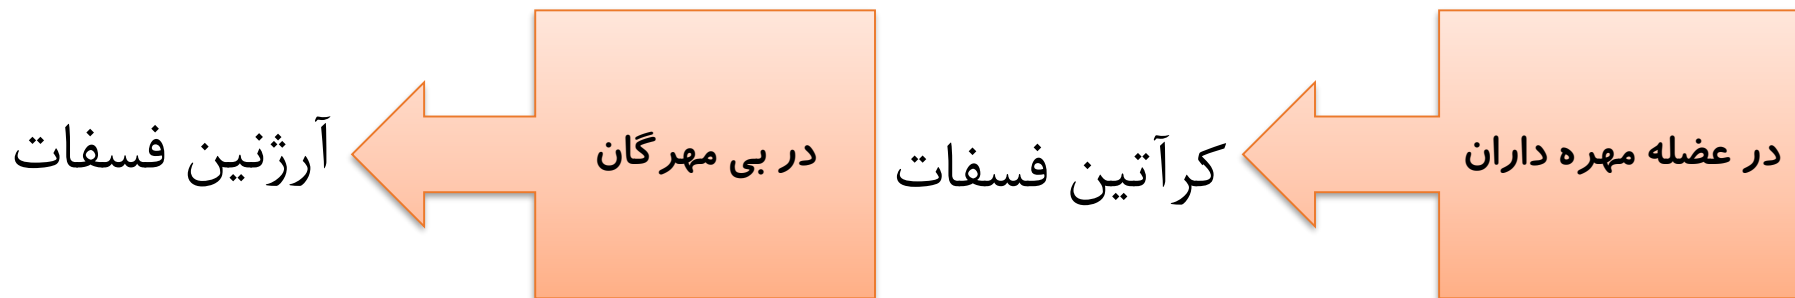 در عضله مهره داران
کرآتین فسفات
در بی مهرگان
آرژنین فسفات